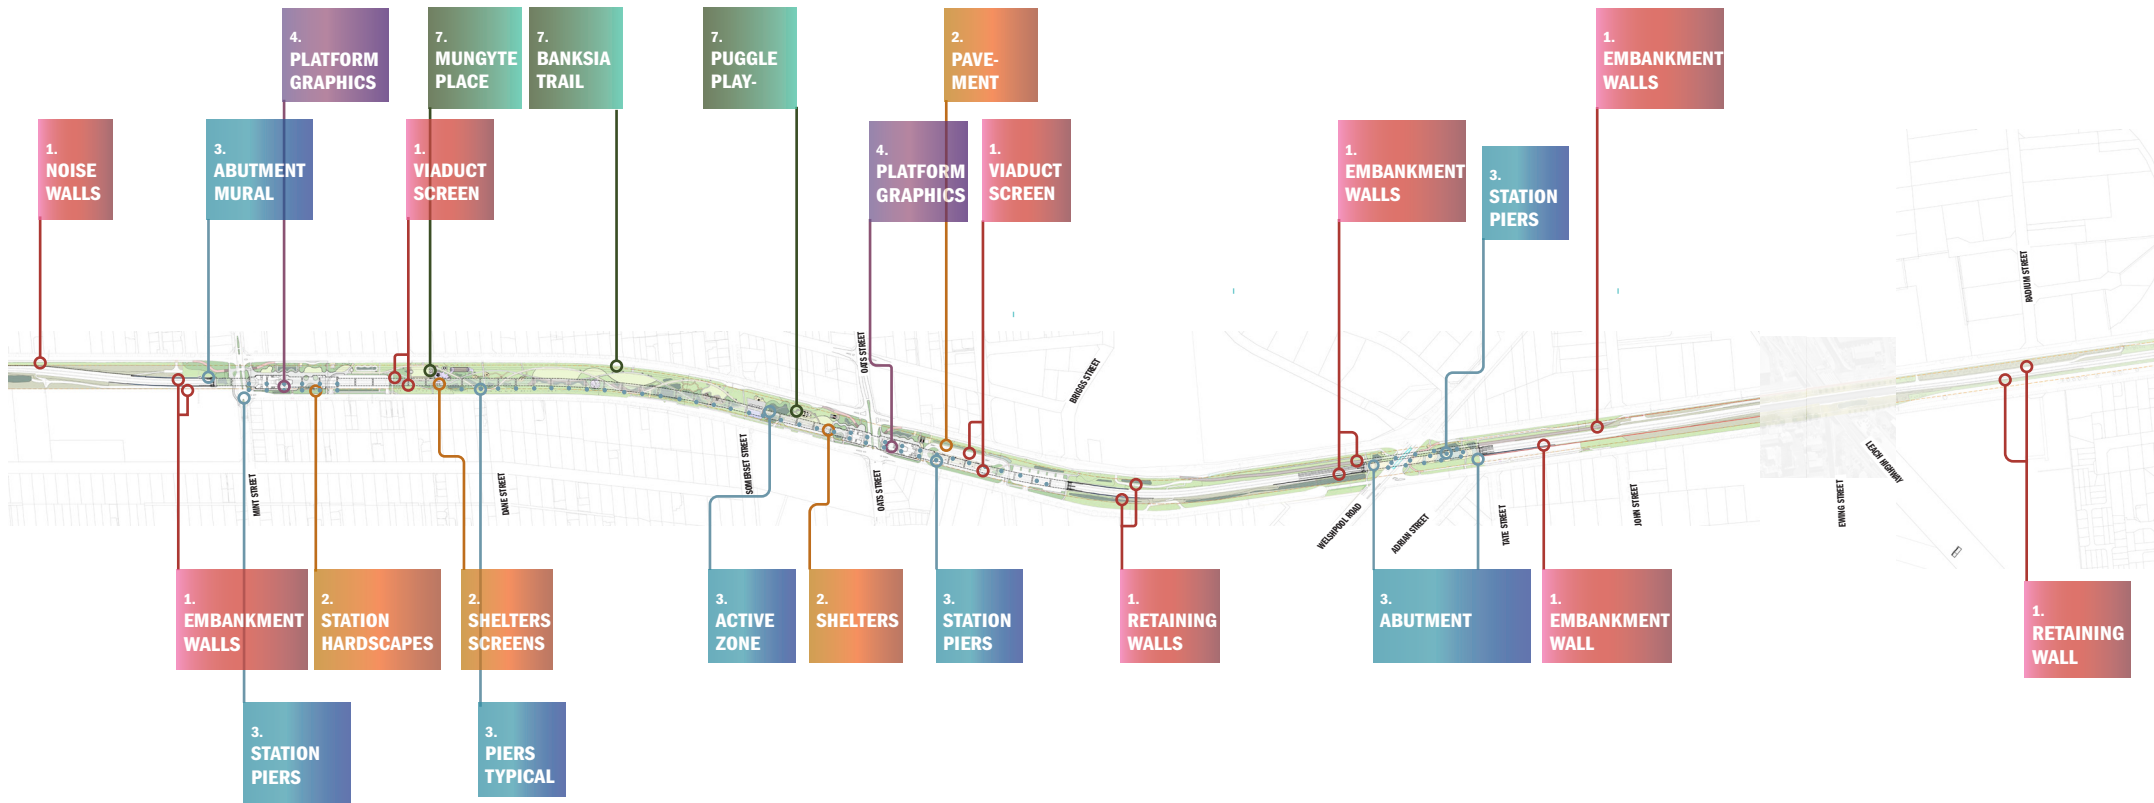 4.
PLATFORM
GRAPHICS
7.
MUNGYTE
PLACE
7.
BANKSIA
TRAIL
7.
PUGGLE
PLAY-
2.
PAVE-
MENT
1.
EMBANKMENT
WALLS
1.
NOISE
WALLS
3.
ABUTMENT
MURAL
1.
VIADUCT
SCREEN
4.
PLATFORM
GRAPHICS
1.
VIADUCT
SCREEN
1.
EMBANKMENT
WALLS
3.
STATION
PIERS
RADIUM STREET
OATS STREET
BRIGGS STREET
MINT STREET
DANE STREET
SOMERSET STREET
OATS STREET
WELSHPOOL ROAD
ADRIAN STREET
TATE STREET
JOHN STREET
EWING STREET
LEACH HIGHWAY
1.
EMBANKMENT
WALLS
2.
STATION
HARDSCAPES
2.
SHELTERS
SCREENS
3.
ACTIVE
ZONE
2.
SHELTERS
3.
STATION
PIERS
1.
RETAINING
WALLS
3.
ABUTMENT
1.
EMBANKMENT
WALL
1.
RETAINING
WALL
3.
STATION
PIERS
3.
PIERS
TYPICAL